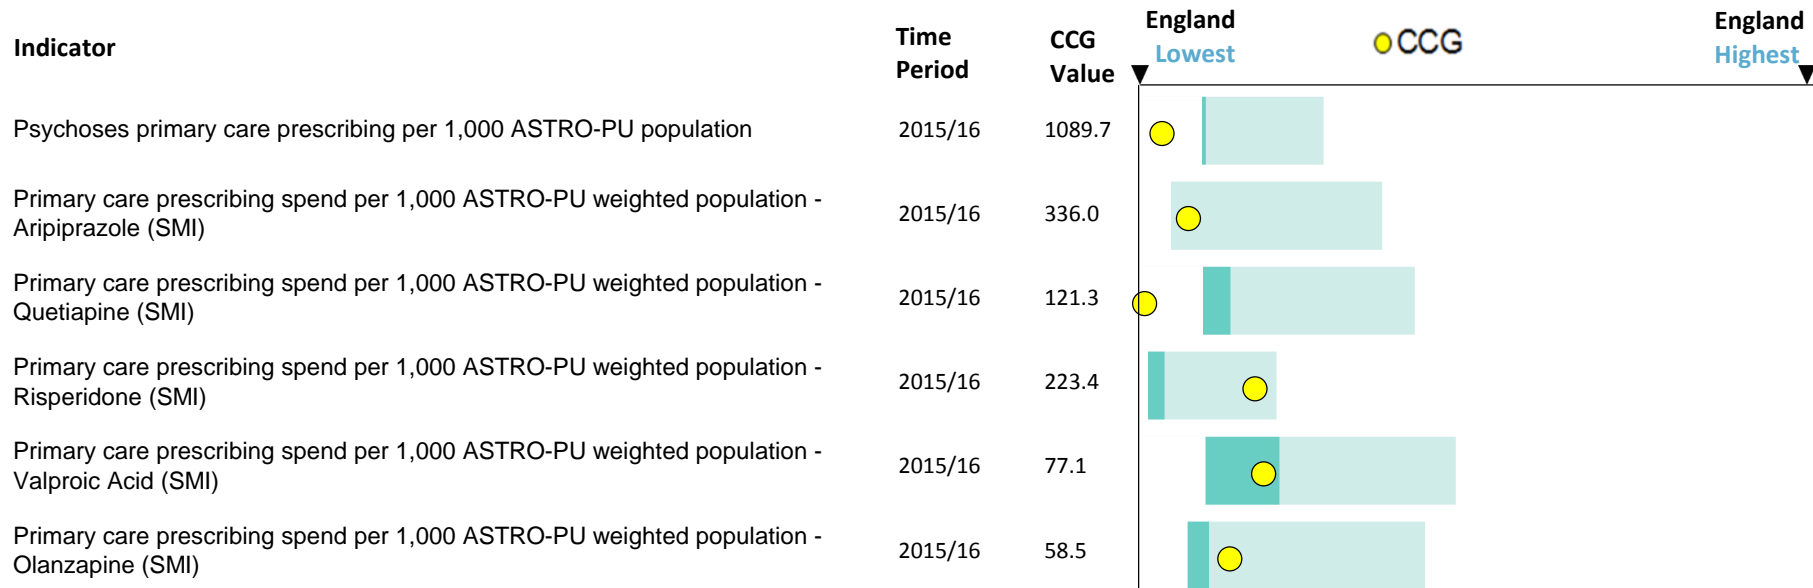 Indicator
Time Period
CCG Value
England Lowest
CCG
England Highest
Psychoses primary care prescribing per 1,000 ASTRO-PU population
2015/16
1089.7
Primary care prescribing spend per 1,000 ASTRO-PU weighted population -
Aripiprazole (SMI)
2015/16
336.0
Primary care prescribing spend per 1,000 ASTRO-PU weighted population -
Quetiapine (SMI)
2015/16
121.3
Primary care prescribing spend per 1,000 ASTRO-PU weighted population -
Risperidone (SMI)
2015/16
223.4
Primary care prescribing spend per 1,000 ASTRO-PU weighted population -
Valproic Acid (SMI)
2015/16
77.1
Primary care prescribing spend per 1,000 ASTRO-PU weighted population -
Olanzapine (SMI)
2015/16
58.5